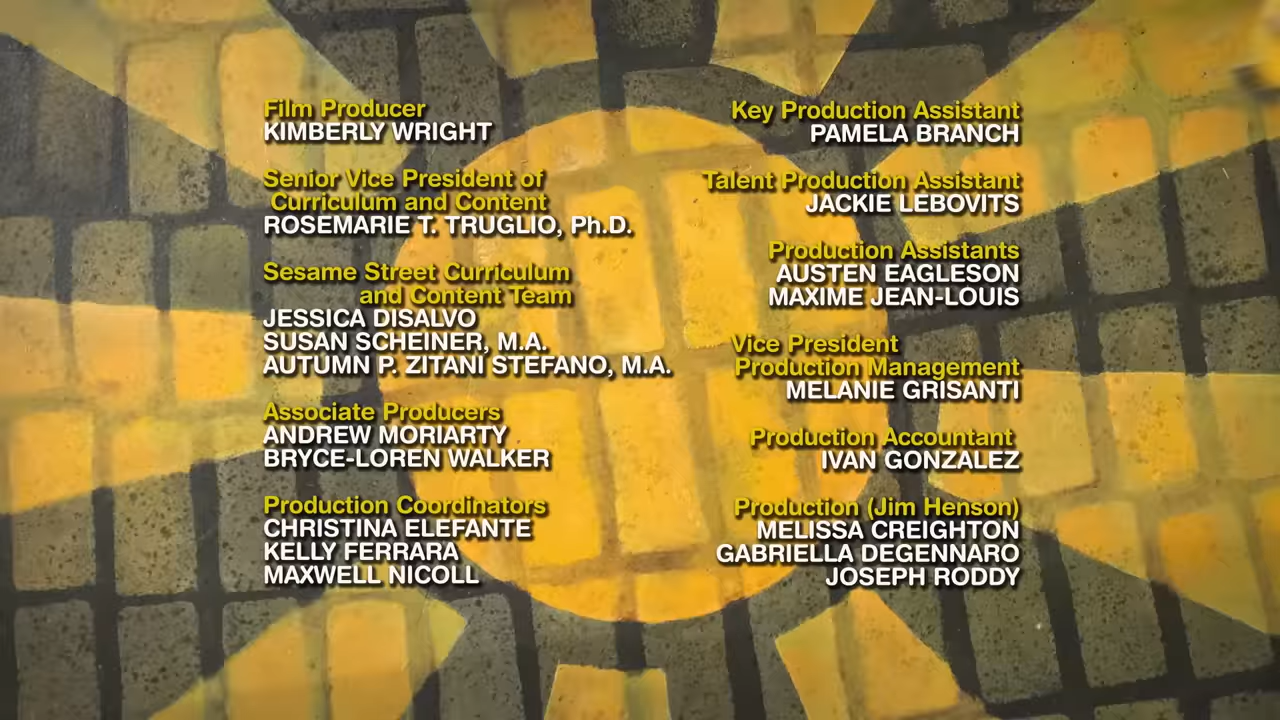 Film Producer
KIMBERLY WRIGHT
Senior Vice President of
Curriculum and Content
ROSEMARIE T. TRUGLIO, Ph.D.
Sesame Street Curriculum
and Content Team
JESSICA DISALVO
SUSAN SCHEINER, M.A.
AUTUMN P. ZITANI STEFANO, M.A.
Associate Producers
ANDREW MORIARTY
BRYCE-LOREN WALKER
Production Coordinators
CHRISTINA ELEFANTE
KELLY FERRARA
MAXWELL NICOLL
Key Production Assistant
PAMELA BRANCH
Talent Production Assistant
JACKIE LEBOVITS
Production Assistants
AUSTEN EAGLESON
MAXIME JEAN-LOUIS
Vice President
Production Management
MELANIE GRISANTI
Production Accountant
IVAN GONZALEZ
Production (Jim Henson)
MELISSA CREIGHTON
GABRIELLA DEGENNARO
JOSEPH RODDY